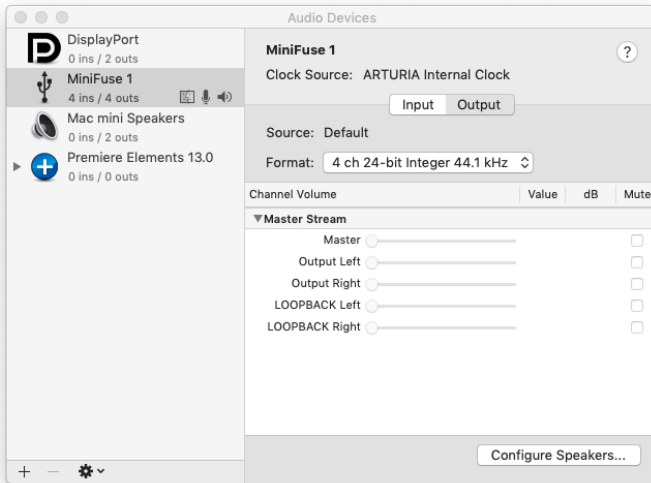 Audio Devices
DisplayPort
0 ins / 2 outs
MiniFuse 1
4 ins / 4 outs
Mac mini Speakers
0 ins / 2 outs
Premiere Elements 13.0
0 ins / 0 outs
MiniFuse 1
?
Clock Source: ARTURIA Internal Clock
Input Output
Source: Default
Format: 4 ch 24-bit Integer 44.1 kHz
Channel Volume Value dB Mute
Master Stream
Master
Output Left
Output Right
LOOPBACK Left
LOOPBACK Right
Configure Speakers...